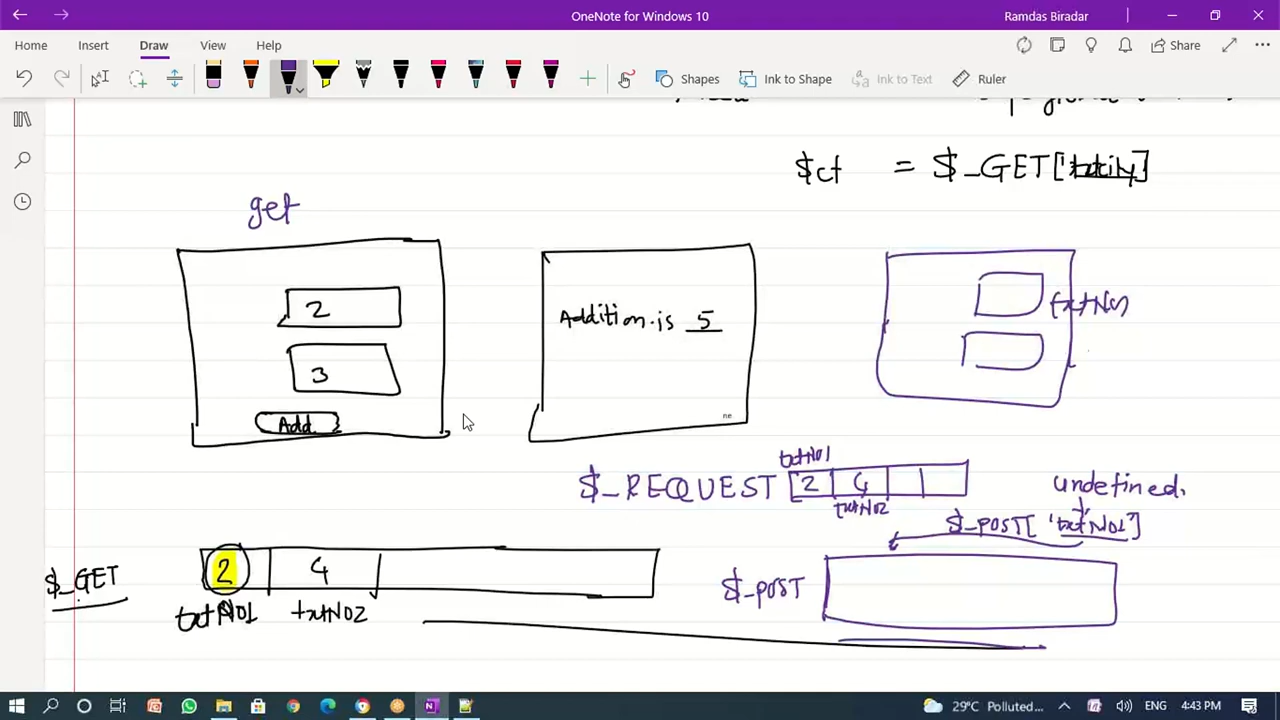 OneNote for Windows 10
Ramdas Biradar
Home Insert Draw View Help
Share
Shapes
Ink to Shape
Ink to Text
Ruler
$ct = $_GET[
get
2
3
Add
Addition is 5
ne
txtNo1
$_REQUEST 2 4
txtNo2
undefined.
$_POST['txtNo1']
$_GET 2 4
txtNO1 txtNO2
$_POST
29°C Polluted...
ENG
4:43 PM